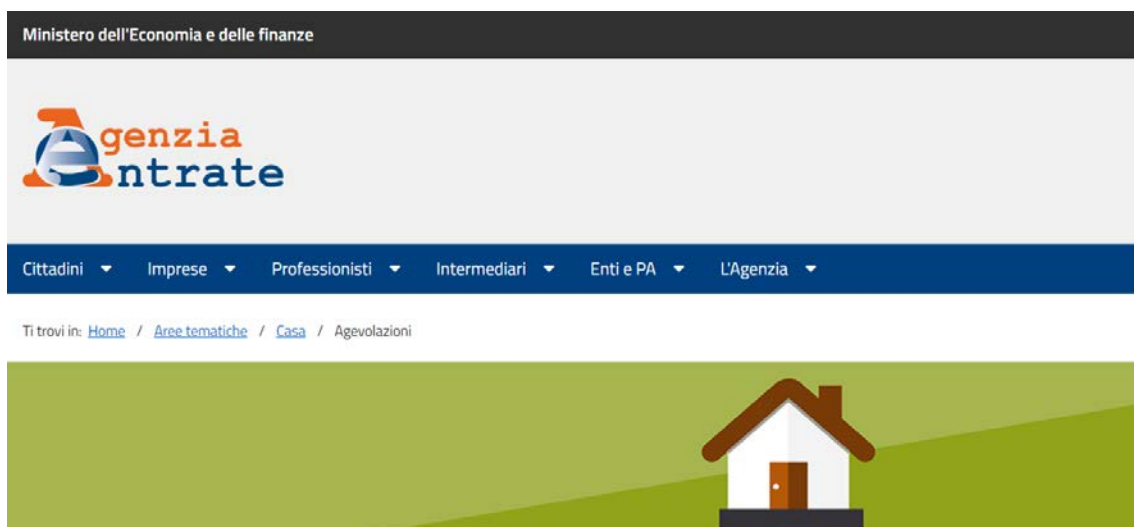 Ministero dell'Economia e delle finanze
Agenzia
Entrate
Cittadini Imprese Professionisti Intermediari Enti e PA L'Agenzia
Ti trovi in: Home / Aree tematiche / Casa / Agevolazioni